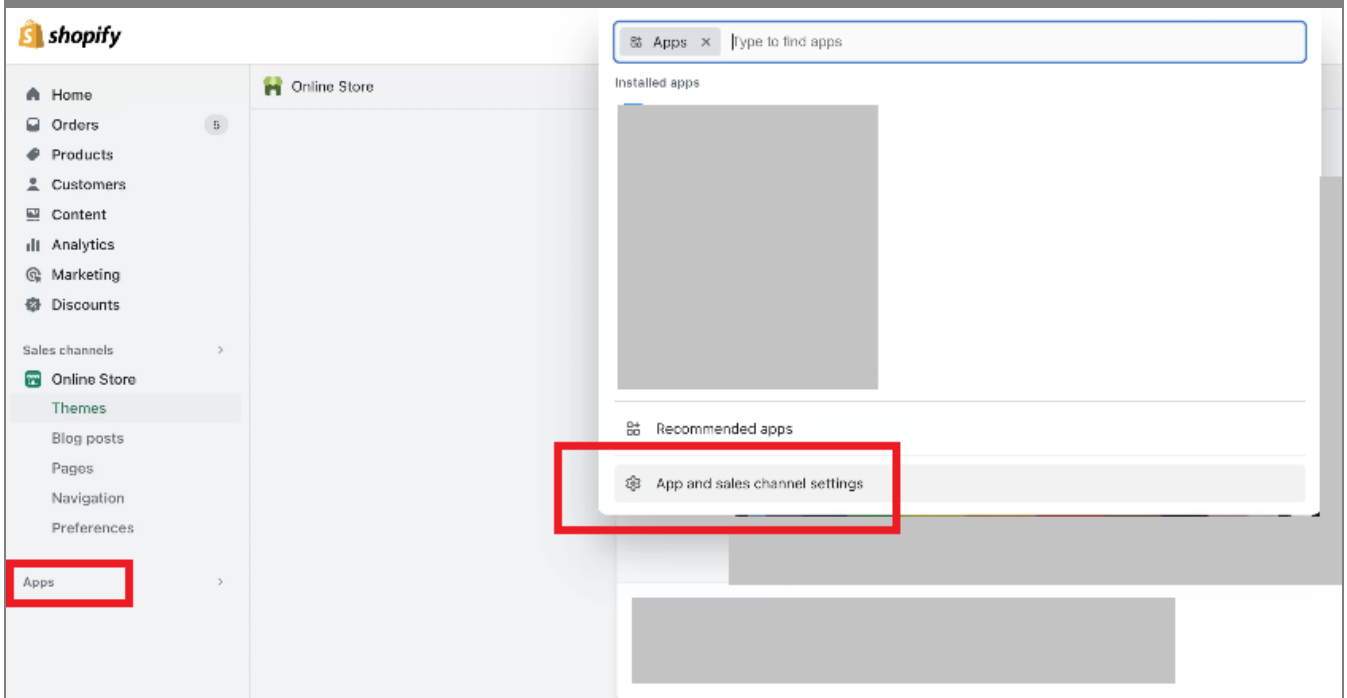 shopify
Apps × Type to find apps
Installed apps
Home
Orders 5
Products
Customers
Content
Analytics
Marketing
Discounts
Sales channels
Online Store
Themes
Blog posts
Pages
Navigation
Preferences
Apps
Online Store
Recommended apps
App and sales channel settings